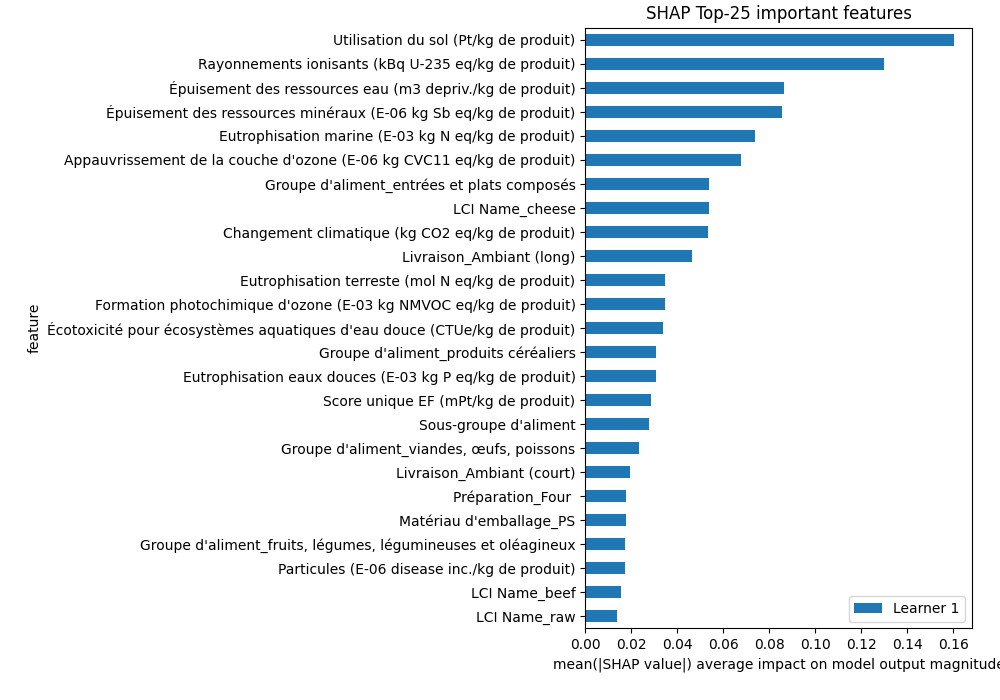 SHAP Top-25 important features
Utilisation du sol (Pt/kg de produit)
Rayonnements ionisants (kBq U-235 eq/kg de produit)
Épuisement des ressources eau (m3 depriv./kg de produit)
Épuisement des ressources minéraux (E-06 kg Sb eq/kg de produit)
Eutrophisation marine (E-03 kg N eq/kg de produit)
Appauvrissement de la couche d'ozone (E-06 kg CVC11 eq/kg de produit)
Groupe d'aliment_entrées et plats composés
LCI Name_cheese
Changement climatique (kg CO2 eq/kg de produit)
Livraison_Ambiant (long)
Eutrophisation terreste (mol N eq/kg de produit)
Formation photochimique d'ozone (E-03 kg NMVOC eq/kg de produit)
Écotoxicité pour écosystèmes aquatiques d'eau douce (CTUe/kg de produit)
Groupe d'aliment_produits céréaliers
Eutrophisation eaux douces (E-03 kg P eq/kg de produit)
Score unique EF (mPt/kg de produit)
Sous-groupe d'aliment
Groupe d'aliment_viandes, œufs, poissons
Livraison_Ambiant (court)
Préparation_Four
Matériau d'emballage_PS
Groupe d'aliment_fruits, légumes, légumineuses et oléagineux
Particules (E-06 disease inc./kg de produit)
LCI Name_beef
LCI Name_raw
feature
Learner 1
0.00 0.02 0.04 0.06 0.08 0.10 0.12 0.14 0.16
mean(|SHAP value|) average impact on model output magnitude